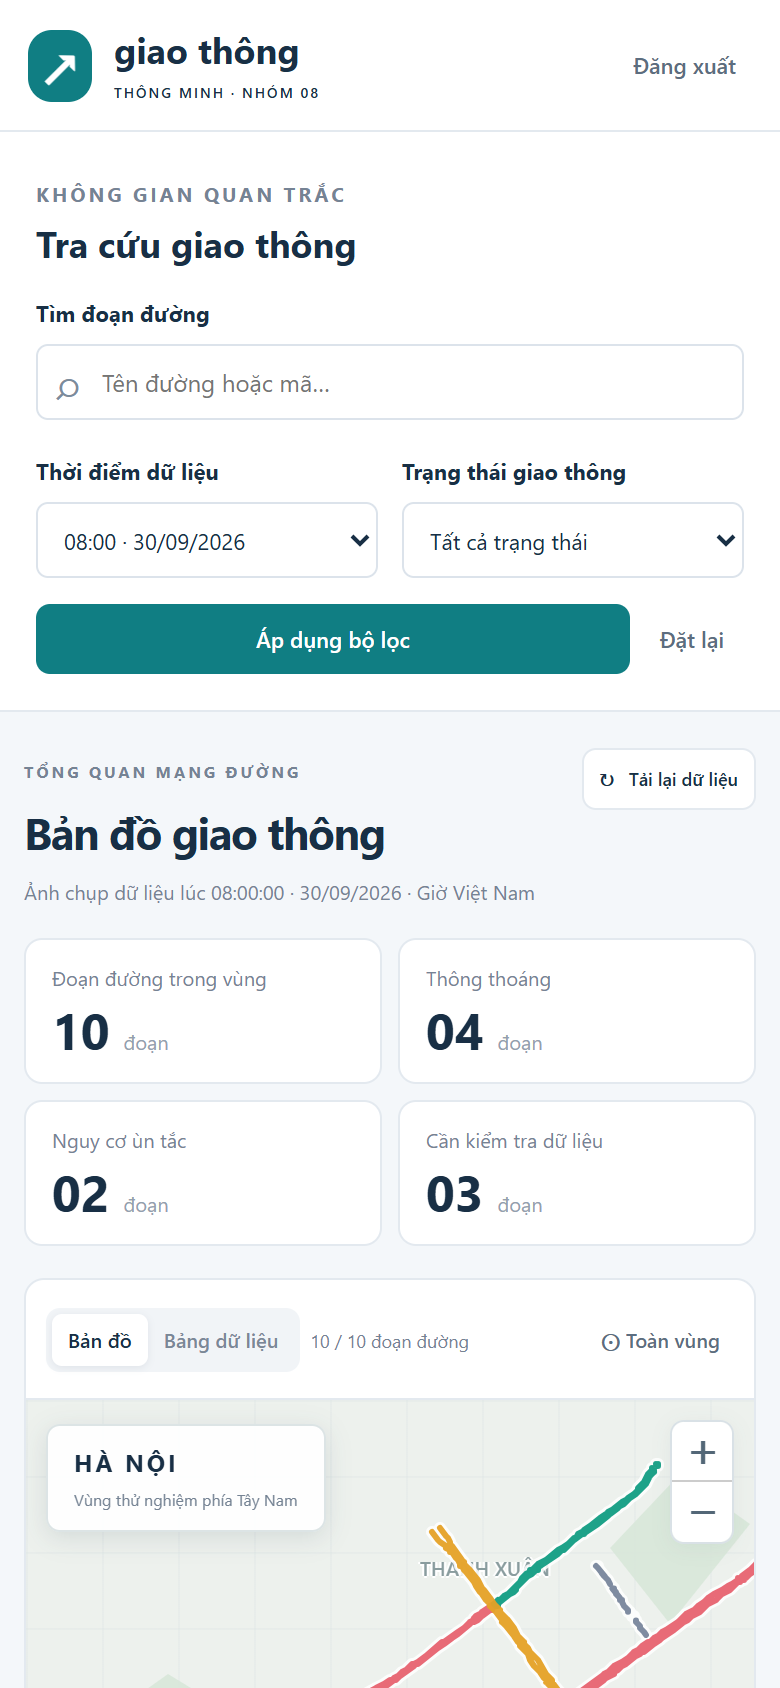 giao thông
THÔNG MINH · NHÓM 08
Đăng xuất
KHÔNG GIAN QUAN TRẮC
Tra cứu giao thông
Tìm đoạn đường
Tên đường hoặc mã...
Thời điểm dữ liệu
Trạng thái giao thông
08:00 · 30/09/2026
Tất cả trạng thái
Áp dụng bộ lọc
Đặt lại
TỔNG QUAN MẠNG ĐƯỜNG
Tải lại dữ liệu
Bản đồ giao thông
Ảnh chụp dữ liệu lúc 08:00:00 · 30/09/2026 · Giờ Việt Nam
Đoạn đường trong vùng
10 đoạn
Thông thoáng
04 đoạn
Nguy cơ ùn tắc
02 đoạn
Cần kiểm tra dữ liệu
03 đoạn
Bản đồ
Bảng dữ liệu
10 / 10 đoạn đường
Toàn vùng
HÀ NỘI
Vùng thử nghiệm phía Tây Nam
THANH XUÂN